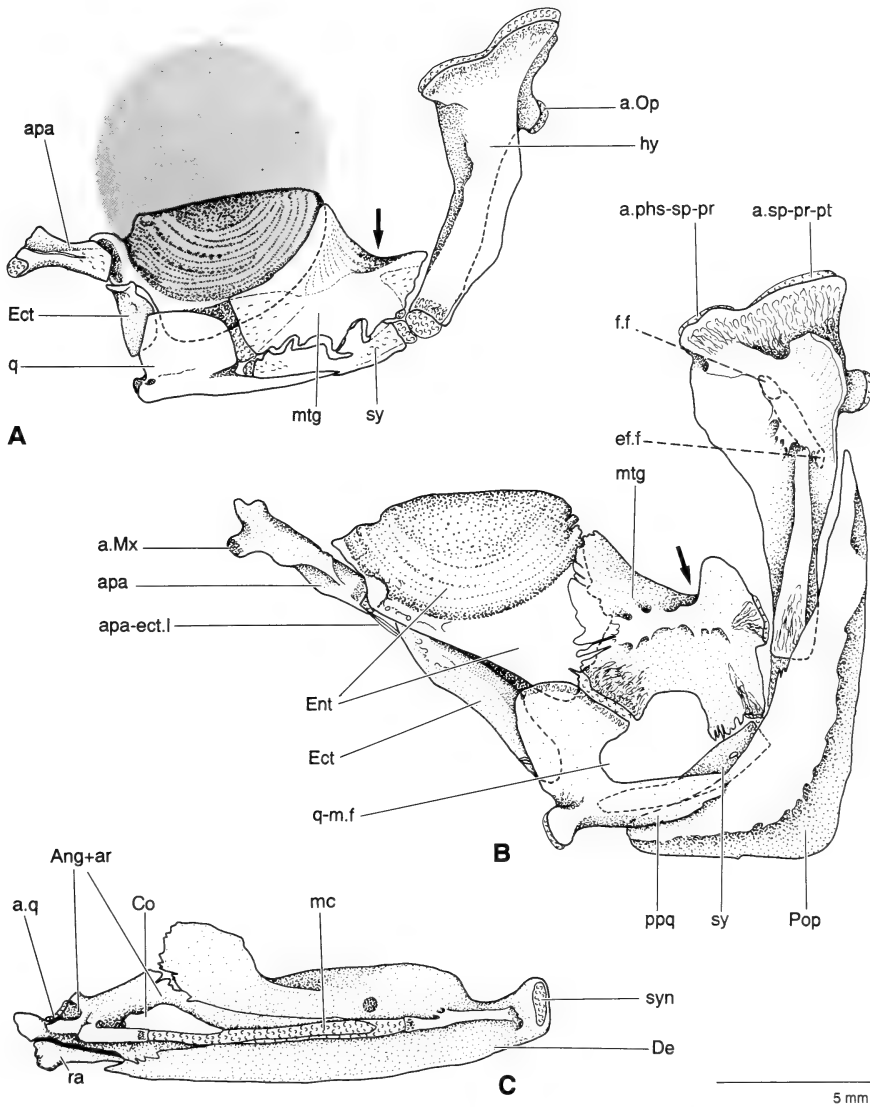 a.Op
hy
apa
Ect
q
mtg
sy
A
a.phs-sp-pr
a.sp-pr-pt
f.f
ef.f
mtg
a.Mx
apa
apa-ect.l
Ent
Ect
q-m.f
B
ppq
sy
Pop
Ang+ar
a.q
Co
mc
syn
De
ra
C
5 mm